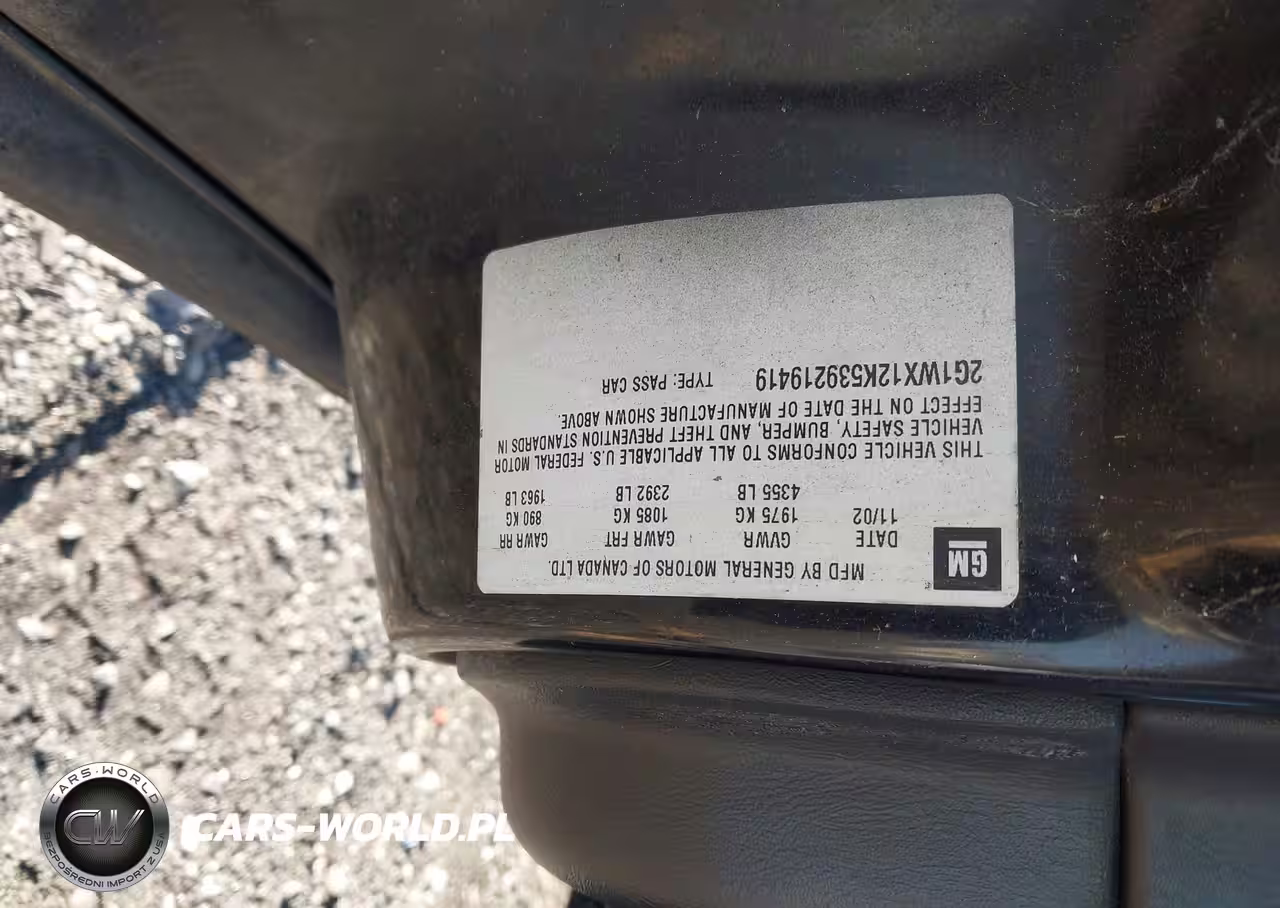 GM
MFD BY GENERAL MOTORS OF CANADA LTD.
DATE GVWR GAWR FRT GAWR RR
11/02 1975 KG 1085 KG 890 KG
4355 LB 2392 LB 1963 LB
THIS VEHICLE CONFORMS TO ALL APPLICABLE U.S. FEDERAL MOTOR
VEHICLE SAFETY, BUMPER, AND THEFT PREVENTION STANDARDS IN
EFFECT ON THE DATE OF MANUFACTURE SHOWN ABOVE.
2G1WX12K539219419 TYPE: PASS CAR
CARS-WORLD
CW
BEZPOŚREDNI IMPORT Z USA
CARS-WORLD.PL